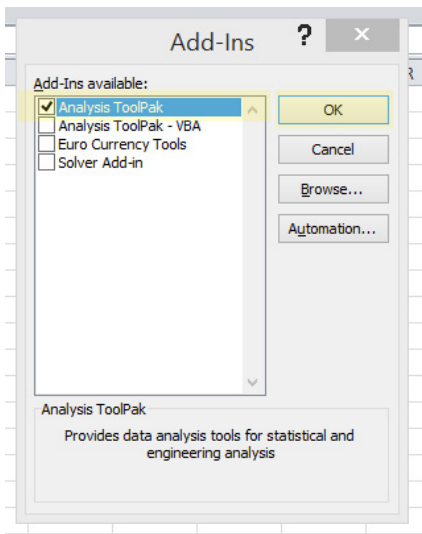 Add-Ins
?
×
R
Add-Ins available:
Analysis ToolPak
Analysis ToolPak - VBA
Euro Currency Tools
Solver Add-in
OK
Cancel
Browse...
Automation...
Analysis ToolPak
Provides data analysis tools for statistical and
engineering analysis